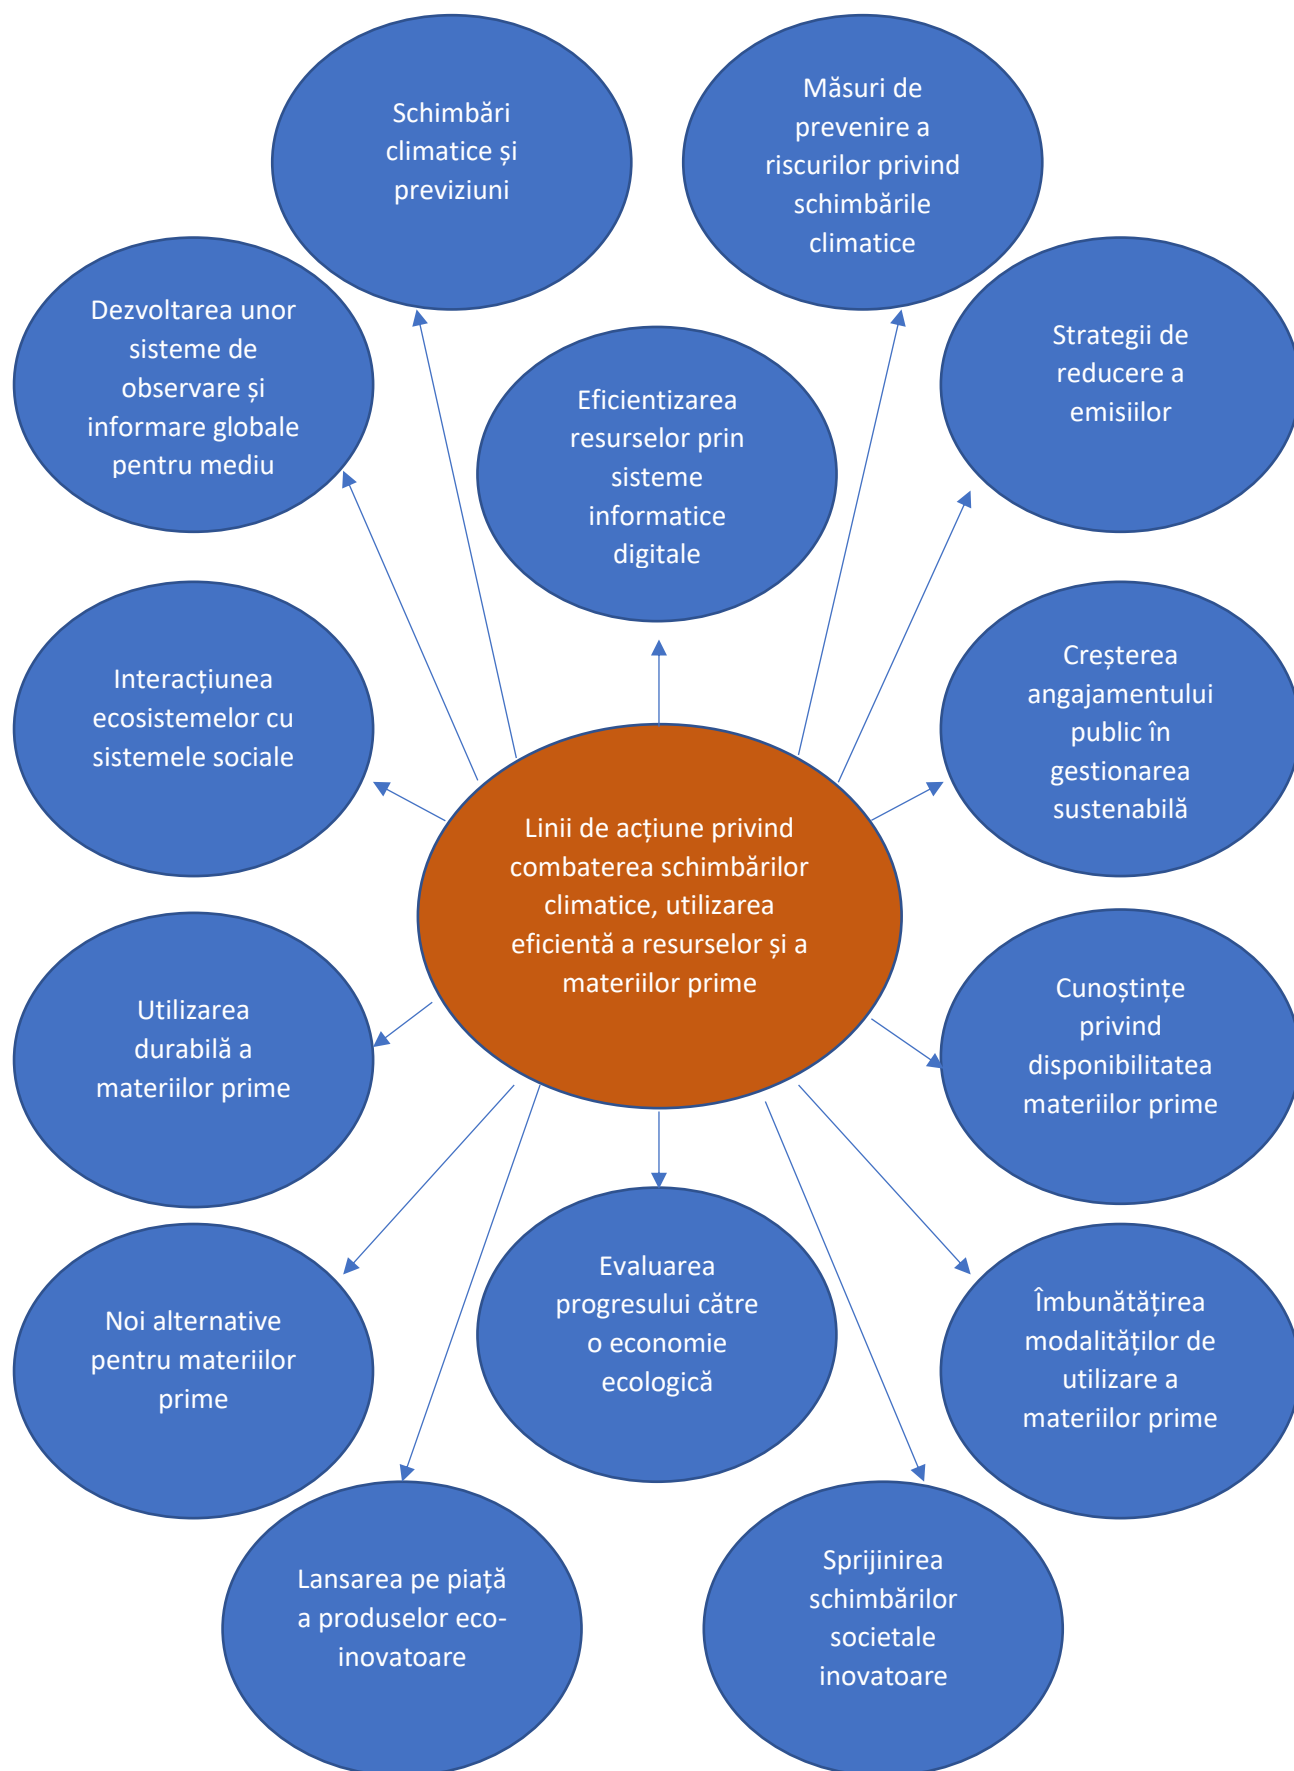 Schimbări
climatice și
previziuni
Măsuri de
prevenire a
riscurilor privind
schimbările
climatice
Dezvoltarea unor
sisteme de
observare și
informare globale
pentru mediu
Eficientizarea
resurselor prin
sisteme
informatice
digitale
Strategii de
reducere a
emisiilor
Interacțiunea
ecosistemelor cu
sistemele sociale
Creșterea
angajamentului
public în
gestionarea
sustenabilă
Linii de acțiune privind
combaterea schimbărilor
climatice, utilizarea
eficientă a resurselor și a
materiilor prime
Utilizarea
durabilă a
materiilor prime
Cunoștințe
privind
disponibilitatea
materiilor prime
Noi alternative
pentru materiilor
prime
Evaluarea
progresului către
o economie
ecologică
Îmbunătățirea
modalităților de
utilizare a
materiilor prime
Lansarea pe piață
a produselor eco-
inovatoare
Sprijinirea
schimbărilor
societale
inovatoare